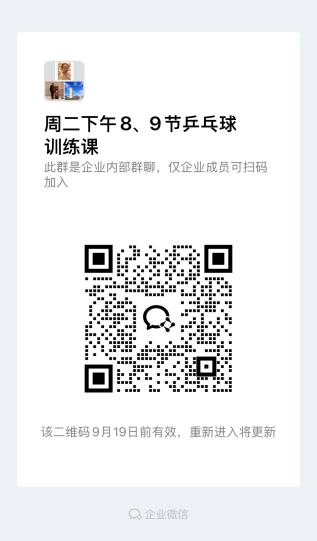 周二下午8、9节乒乓球
训练课
此群是企业内部群聊，仅企业成员可扫码
加入
该二维码9月19日前有效，重新进入将更新
企业微信